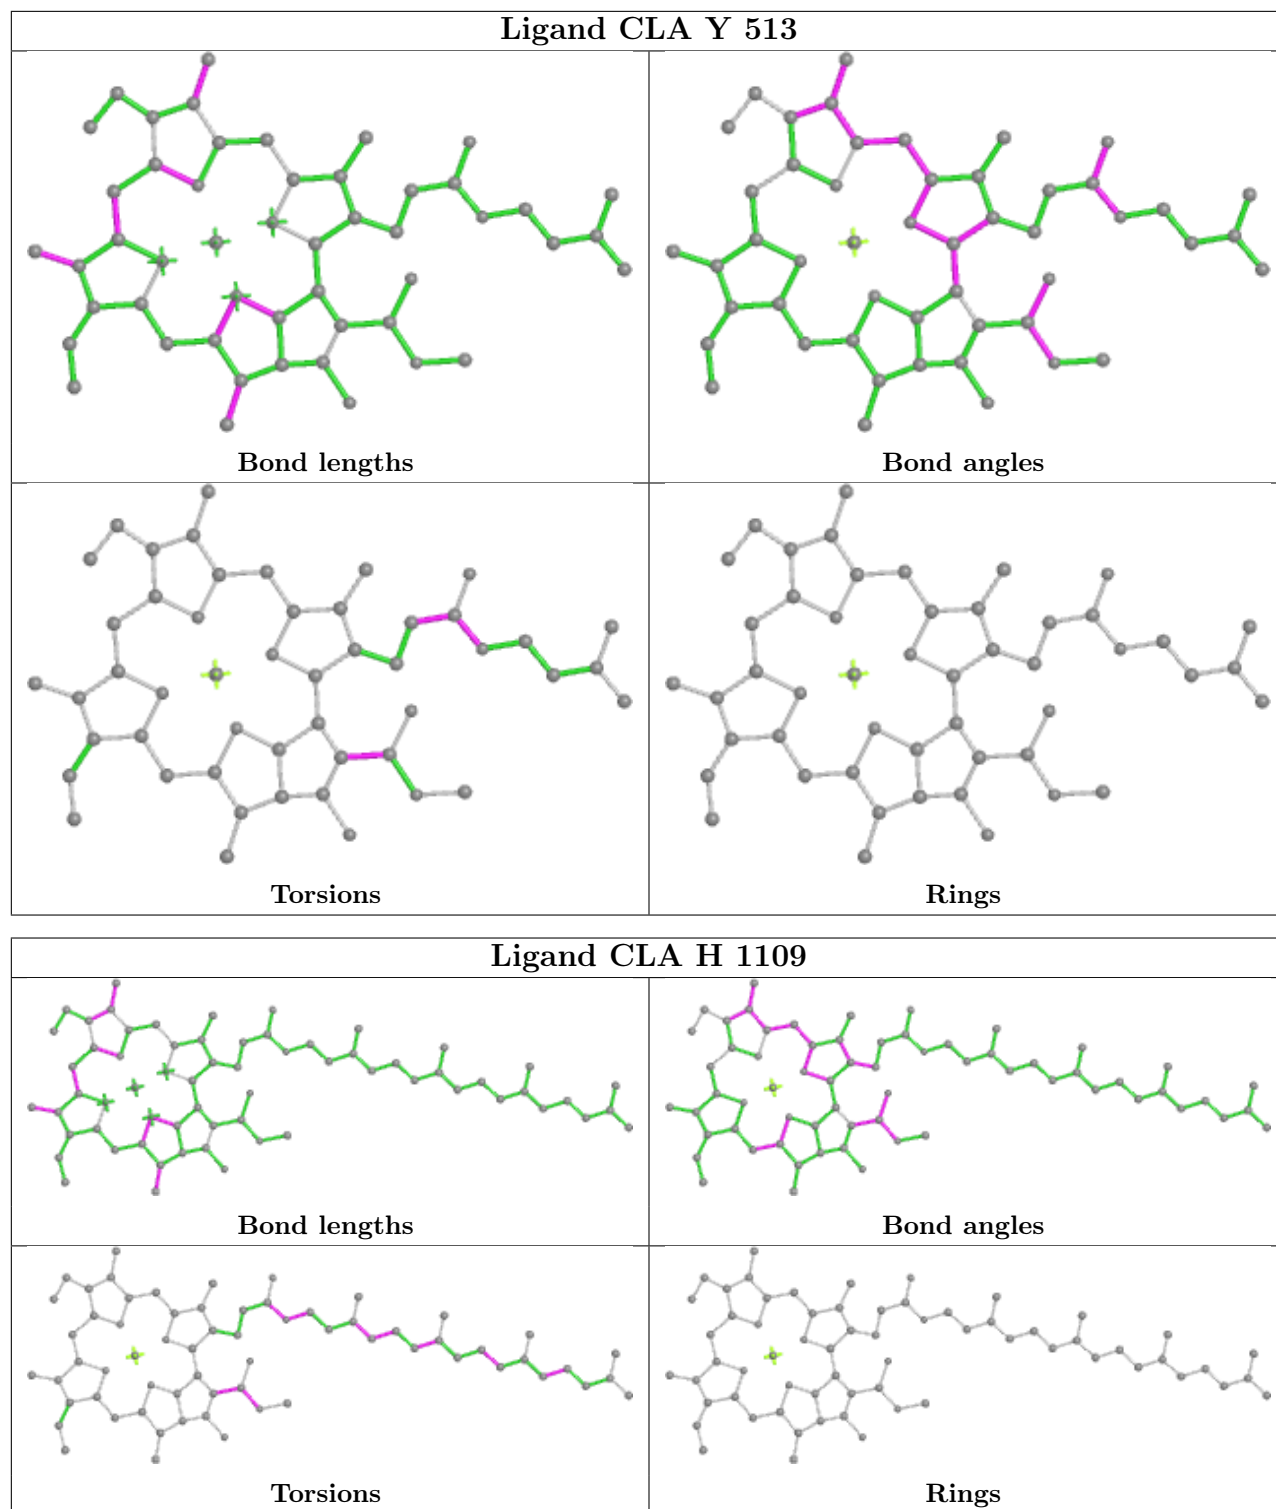 Ligand CLA Y 513
Bond lengths
Bond angles
Torsions
Rings
Ligand CLA H 1109
Bond lengths
Bond angles
Torsions
Rings